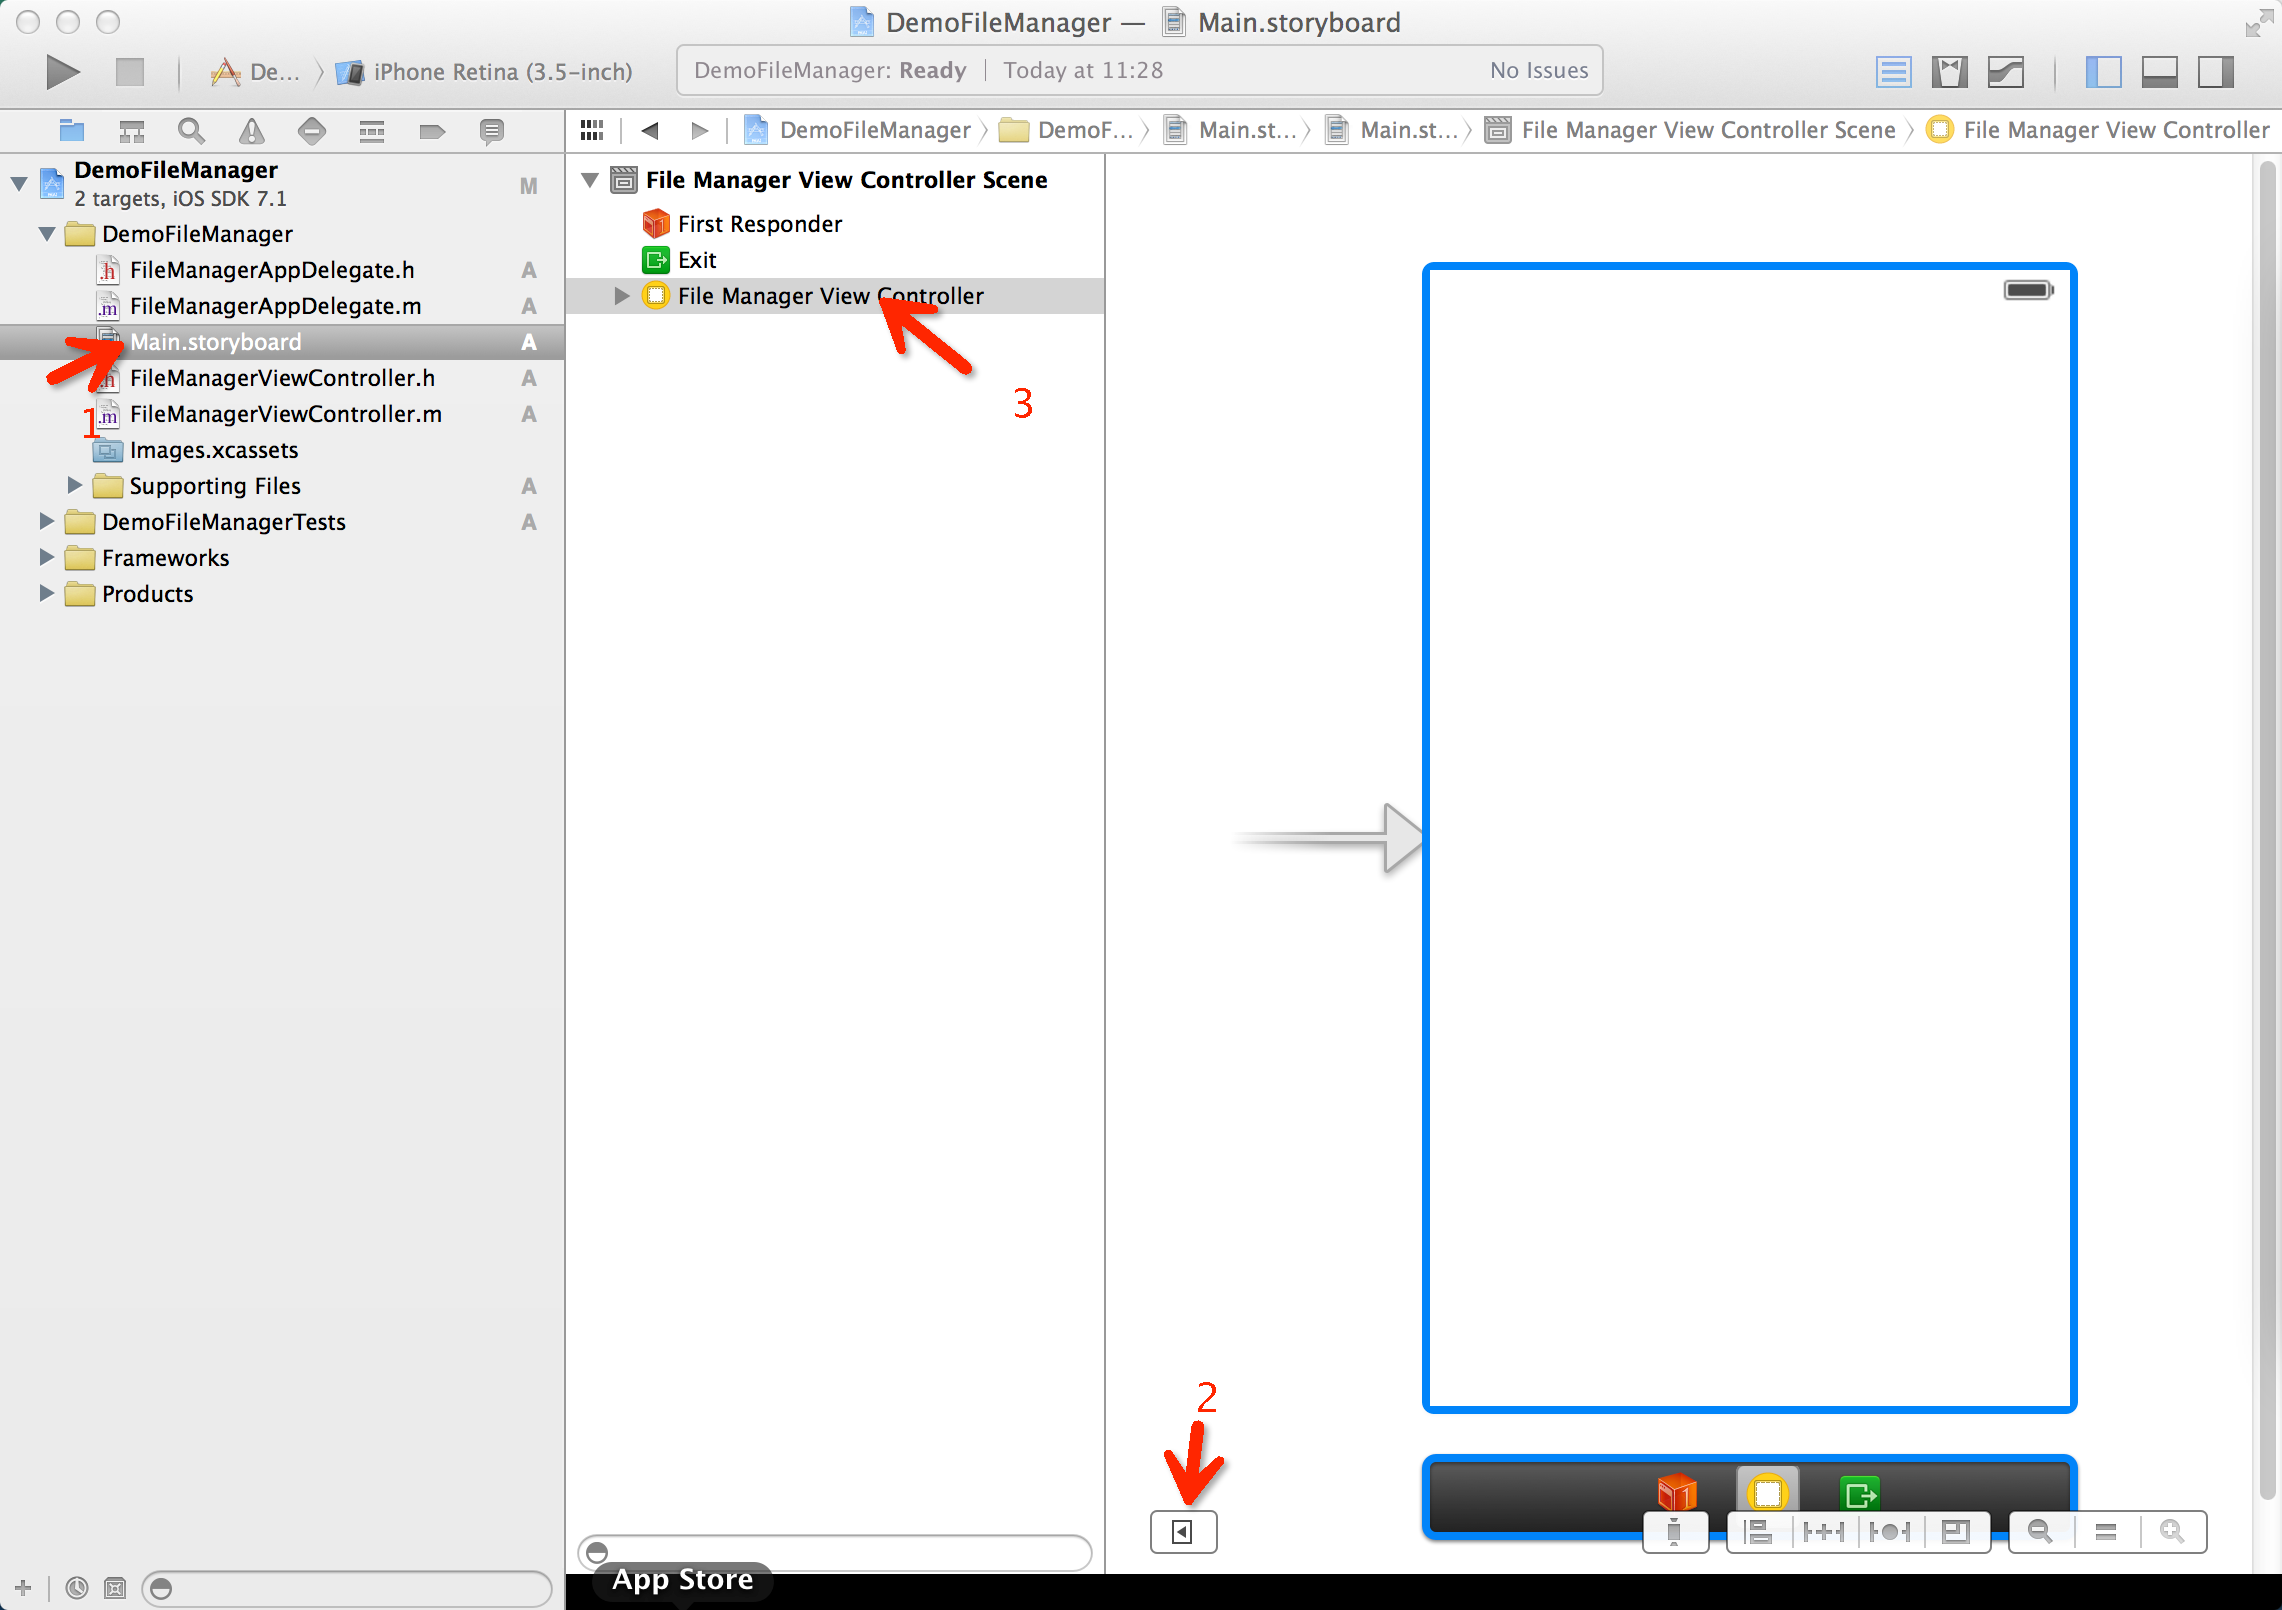 DemoFileManager — Main.storyboard
De... iPhone Retina (3.5-inch)
DemoFileManager: Ready | Today at 11:28 No Issues
DemoFileManager DemoF... Main.st... Main.st... File Manager View Controller Scene File Manager View Controller
DemoFileManager
2 targets, iOS SDK 7.1 M
DemoFileManager
FileManagerAppDelegate.h A
FileManagerAppDelegate.m A
Main.storyboard A
FileManagerViewController.h A
FileManagerViewController.m A
Images.xcassets
Supporting Files A
DemoFileManagerTests A
Frameworks
Products
1
File Manager View Controller Scene
First Responder
Exit
File Manager View Controller
3
2
App Store